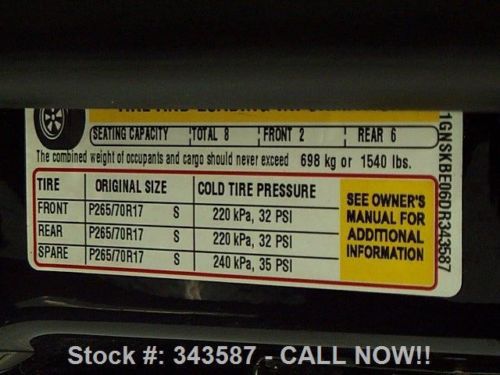 SEATING CAPACITY TOTAL 8 FRONT 2 REAR 6
The combined weight of occupants and cargo should never exceed 698 kg or 1540 lbs.
TIRE ORIGINAL SIZE COLD TIRE PRESSURE
FRONT P265/70R17 S 220 kPa, 32 PSI
REAR P265/70R17 S 220 kPa, 32 PSI
SPARE P265/70R17 S 240 kPa, 35 PSI
SEE OWNER'S
MANUAL FOR
ADDITIONAL
INFORMATION
1GNSKBE06DR343587
Stock #: 343587 - CALL NOW!!